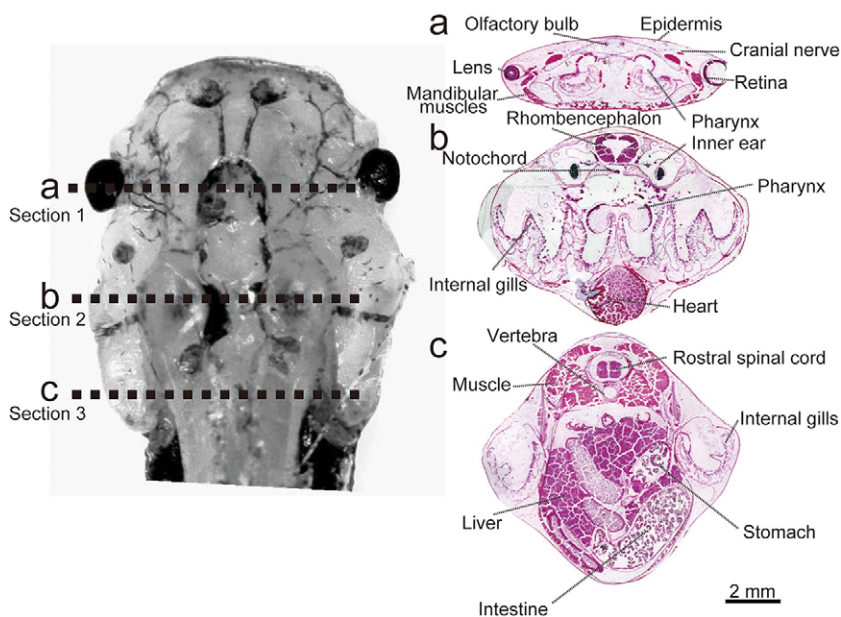 a
Section 1
b
Section 2
c
Section 3
a
Olfactory bulb
Epidermis
Cranial nerve
Lens
Retina
Mandibular
muscles
Pharynx
b
Rhombencephalon
Inner ear
Notochord
Pharynx
Internal gills
Heart
c
Vertebra
Rostral spinal cord
Muscle
Internal gills
Liver
Stomach
Intestine
2 mm